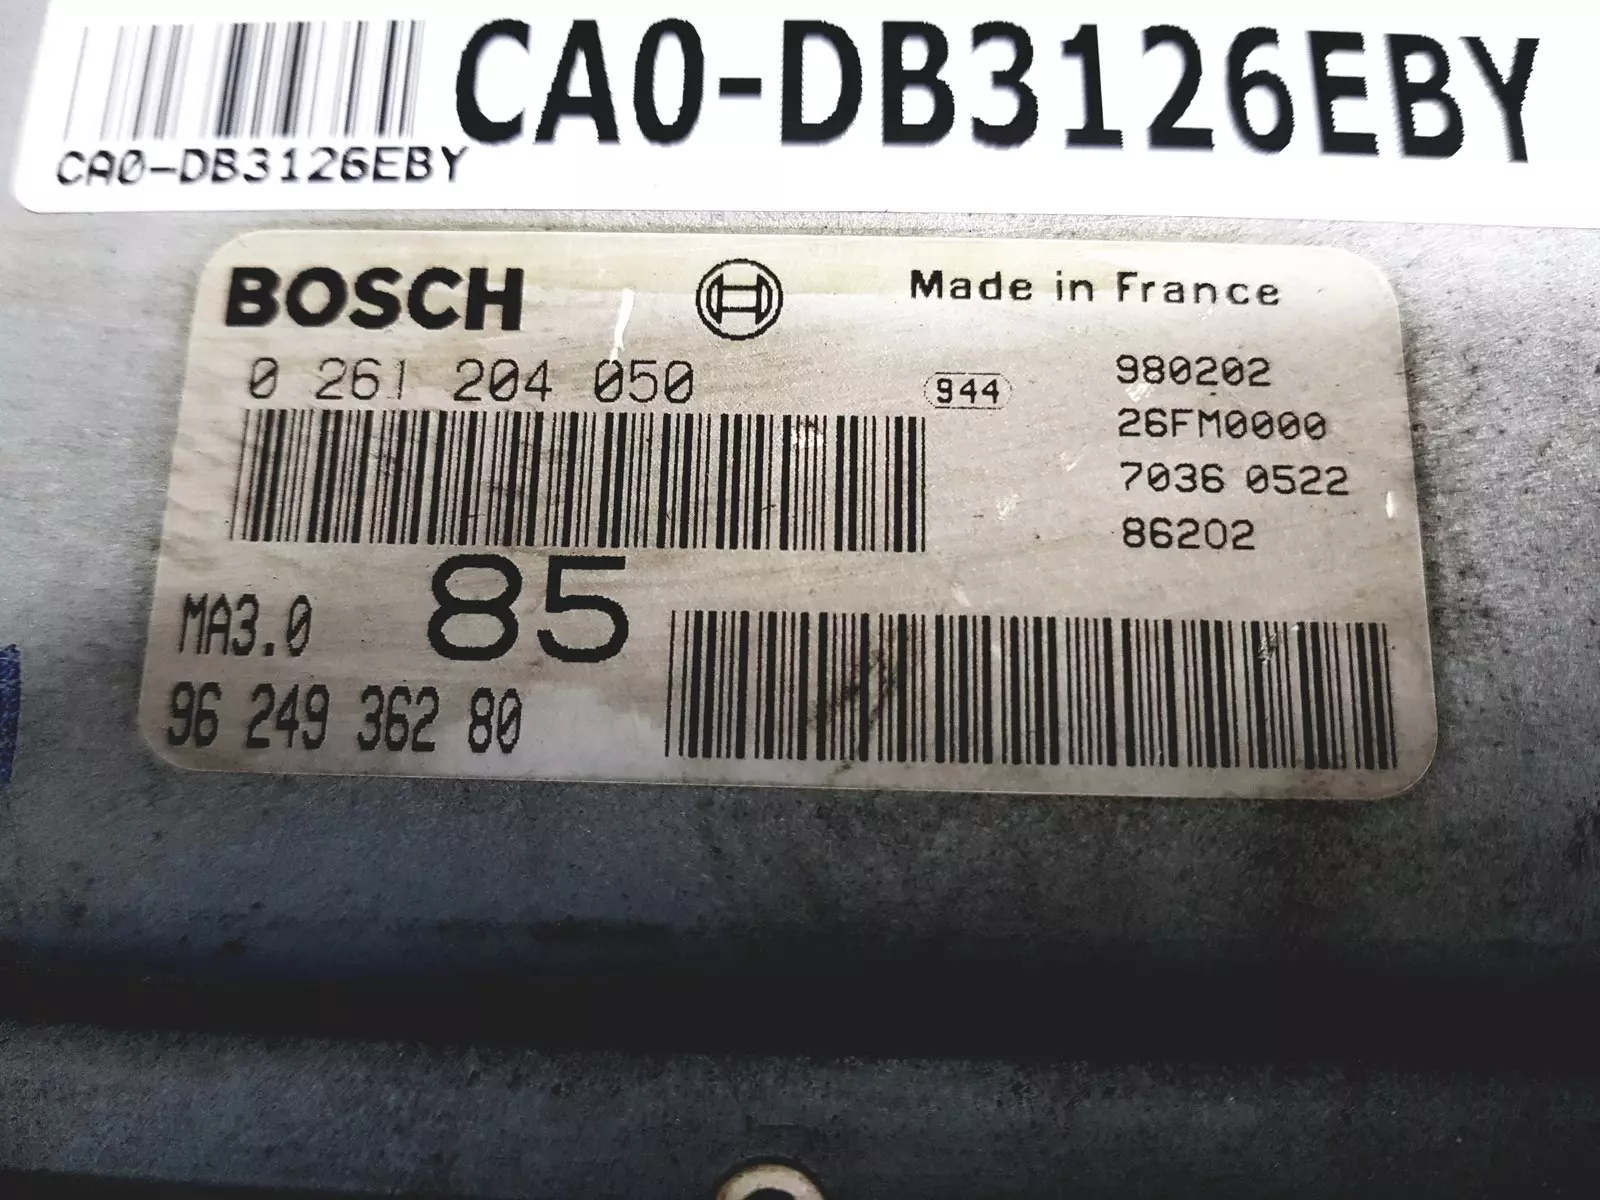 CA0-DB3126EBY
CA0-DB3126EBY
BOSCH
Made in France
0 261 204 050
944
980202
26FM0000
7036 0522
86202
MA3.0
85
96 249 362 80